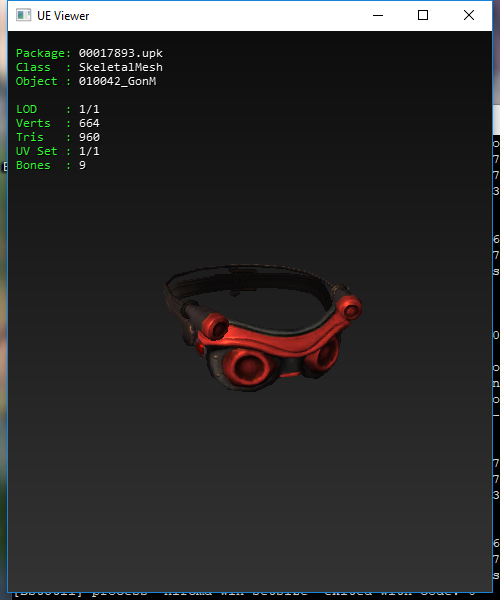 UE Viewer
Package: 00017893.upk
Class : SkeletalMesh
Object : 010042_GonM
LOD : 1/1
Verts : 664
Tris : 960
UV Set : 1/1
Bones : 9